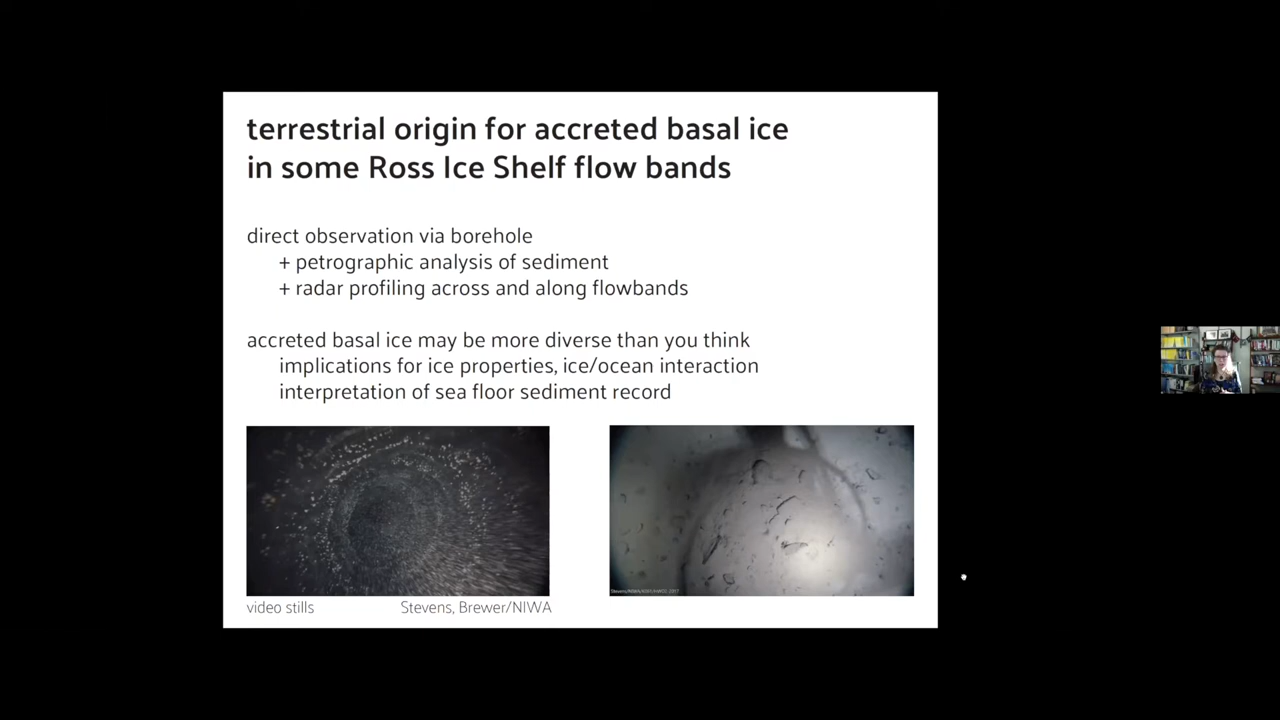 terrestrial origin for accreted basal ice
in some Ross Ice Shelf flow bands
direct observation via borehole
+ petrographic analysis of sediment
+ radar profiling across and along flowbands
accreted basal ice may be more diverse than you think
implications for ice properties, ice/ocean interaction
interpretation of sea floor sediment record
video stills
Stevens, Brewer/NIWA